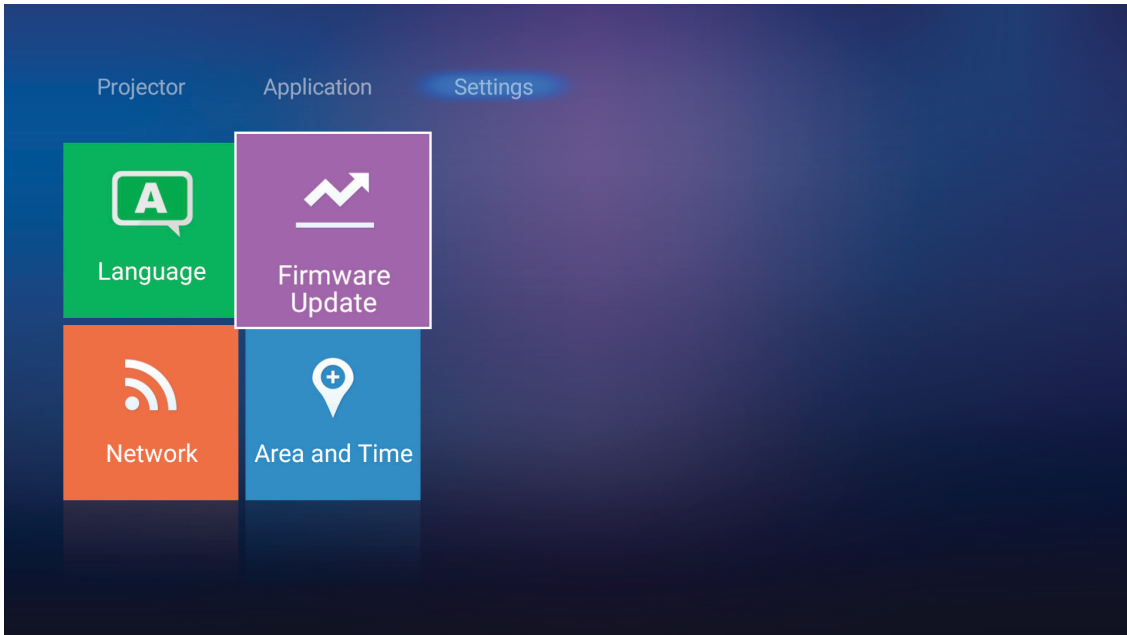 Projector Application Settings
A
Language
Firmware
Update
Network
Area and Time